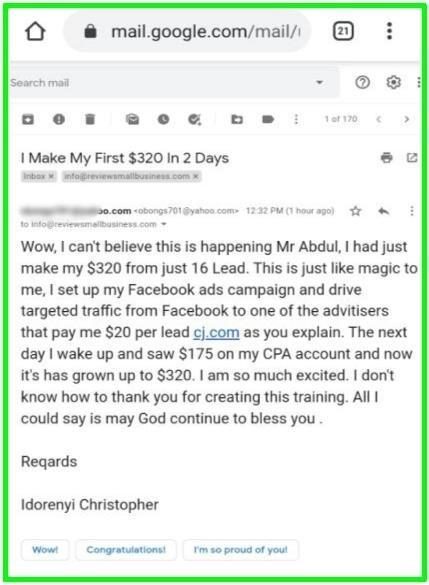 mail.google.com/mail/
21
Search mail
1 of 170
I Make My First $320 In 2 Days
Inbox x info@reviewsmallbusiness.com x
oo.com <obongs701@yahoo.com> 12:32 PM (1 hour ago)
to info@reviewsmallbusiness.com
Wow, I can't believe this is happening Mr Abdul, I had just
make my $320 from just 16 Lead. This is just like magic to
me, I set up my Facebook ads campaign and drive
targeted traffic from Facebook to one of the advitisers
that pay me $20 per lead cj.com as you explain. The next
day I wake up and saw $175 on my CPA account and now
it's has grown up to $320. I am so much excited. I don't
know how to thank you for creating this training. All I
could say is may God continue to bless you .
Reqards
Idorenyi Christopher
Wow! Congratulations! I'm so proud of you!